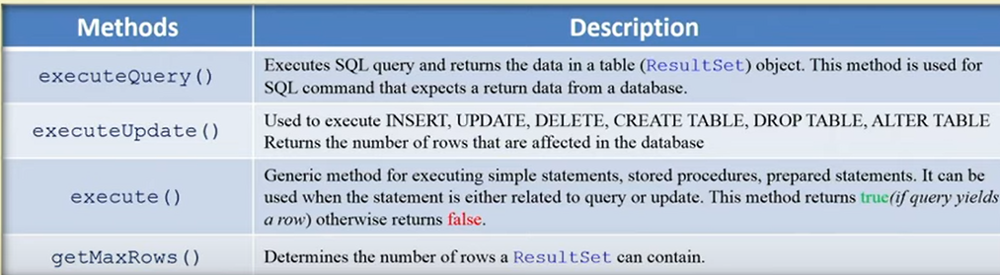 Methods Description
executeQuery() Executes SQL query and returns the data in a table (ResultSet) object. This method is used for
SQL command that expects a return data from a database.
executeUpdate() Used to execute INSERT, UPDATE, DELETE, CREATE TABLE, DROP TABLE, ALTER TABLE
Returns the number of rows that are affected in the database
execute() Generic method for executing simple statements, stored procedures, prepared statements. It can be
used when the statement is either related to query or update. This method returns true(if query yields
a row) otherwise returns false.
getMaxRows() Determines the number of rows a ResultSet can contain.